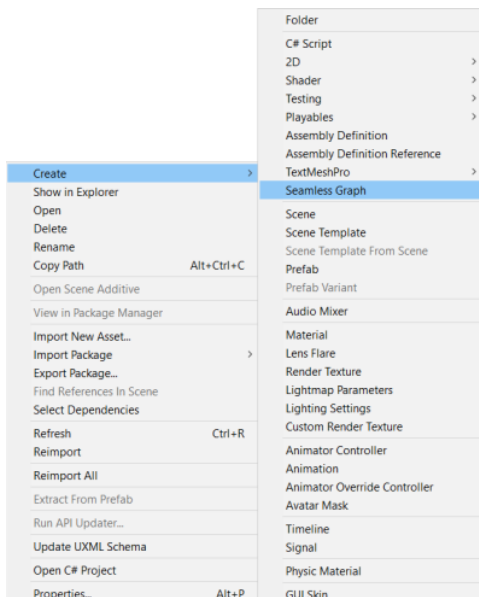 Create >
Show in Explorer
Open
Delete
Rename
Copy Path Alt+Ctrl+C
Open Scene Additive
View in Package Manager
Import New Asset...
Import Package >
Export Package...
Find References In Scene
Select Dependencies
Refresh Ctrl+R
Reimport
Reimport All
Extract From Prefab
Run API Updater...
Update UXML Schema
Open C# Project
Properties... Alt+P
Folder
C# Script
2D >
Shader >
Testing >
Playables >
Assembly Definition
Assembly Definition Reference
TextMeshPro >
Seamless Graph
Scene
Scene Template
Scene Template From Scene
Prefab
Prefab Variant
Audio Mixer
Material
Lens Flare
Render Texture
Lightmap Parameters
Lighting Settings
Custom Render Texture
Animator Controller
Animation
Animator Override Controller
Avatar Mask
Timeline
Signal
Physic Material
GUI Skin